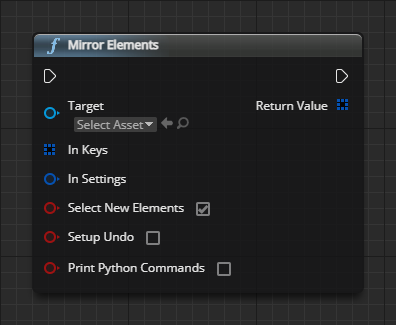 Mirror Elements
Target
Return Value
Select Asset
In Keys
In Settings
Select New Elements
Setup Undo
Print Python Commands